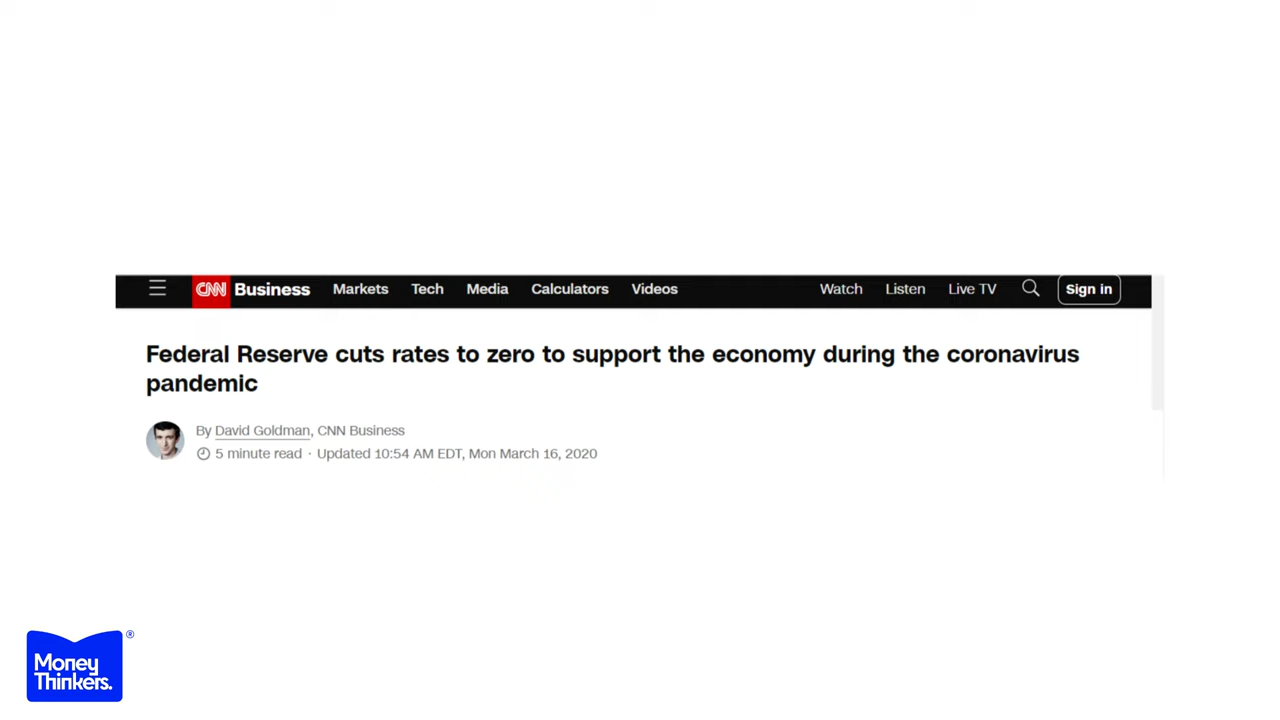 CNN Business Markets Tech Media Calculators Videos Watch Listen Live TV Sign in
Federal Reserve cuts rates to zero to support the economy during the coronavirus
pandemic
By David Goldman, CNN Business
5 minute read · Updated 10:54 AM EDT, Mon March 16, 2020
Money
Thinkers.
®